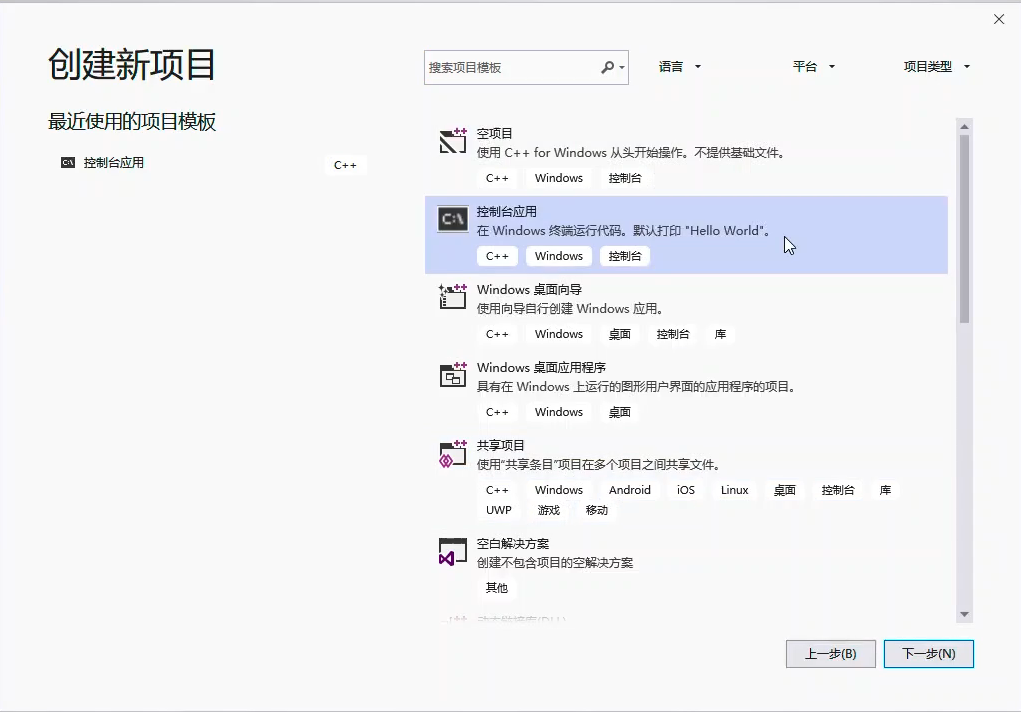 创建新项目
最近使用的项目模板
控制台应用 C++
搜索项目模板 语言 平台 项目类型
空项目
使用 C++ for Windows 从头开始操作。不提供基础文件。
C++ Windows 控制台
控制台应用
在 Windows 终端运行代码。默认打印 "Hello World"。
C++ Windows 控制台
Windows 桌面向导
使用向导自行创建 Windows 应用。
C++ Windows 桌面 控制台 库
Windows 桌面应用程序
具有在 Windows 上运行的图形用户界面的应用程序的项目。
C++ Windows 桌面
共享项目
使用“共享条目”项目在多个项目之间共享文件。
C++ Windows Android iOS Linux 桌面 控制台 库
UWP 游戏 移动
空白解决方案
创建不包含项目的空解决方案
其他
上一步(B) 下一步(N)